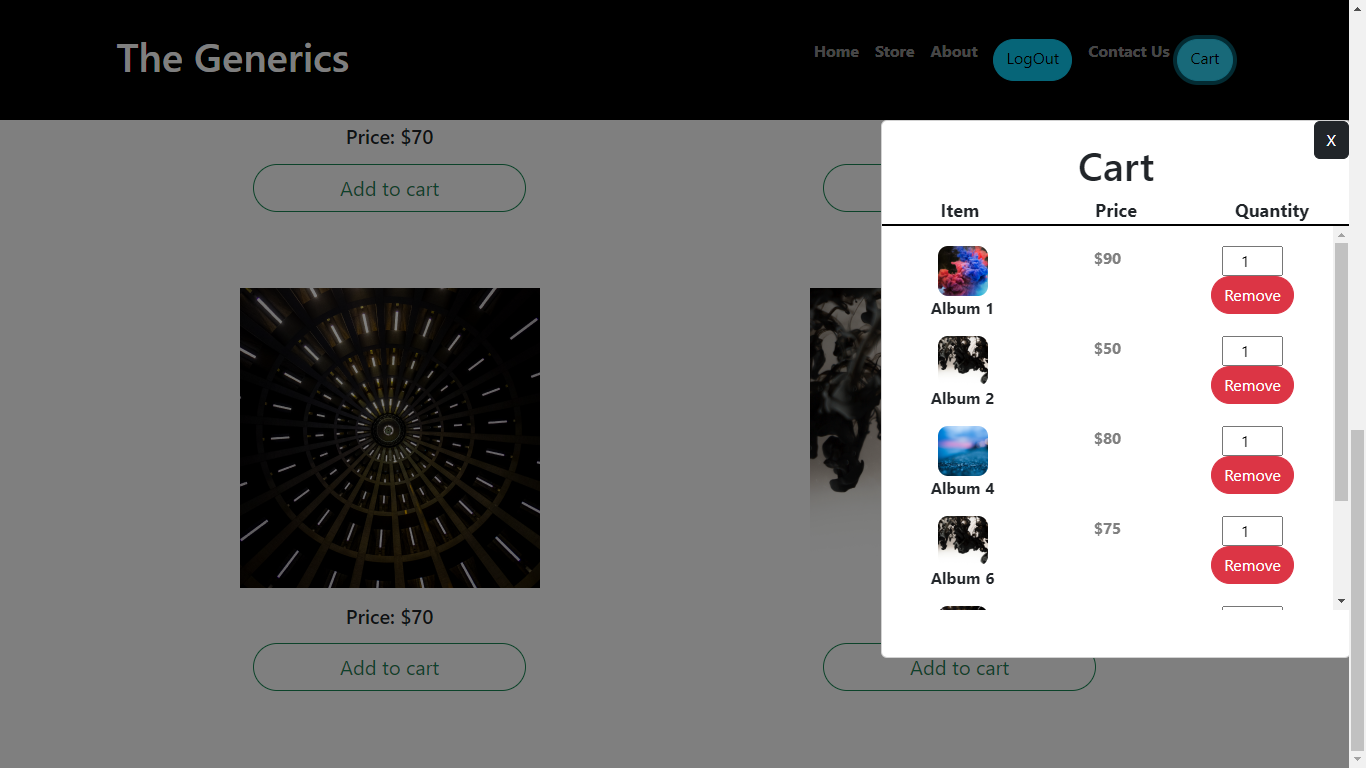 The Generics
Home Store About LogOut Contact Us Cart
Price: $70
Add to cart
X
Cart
Item Price Quantity
$90 1
Remove
Album 1
$50 1
Remove
Album 2
$80 1
Remove
Album 4
$75 1
Remove
Album 6
Price: $70
Add to cart
Add to cart